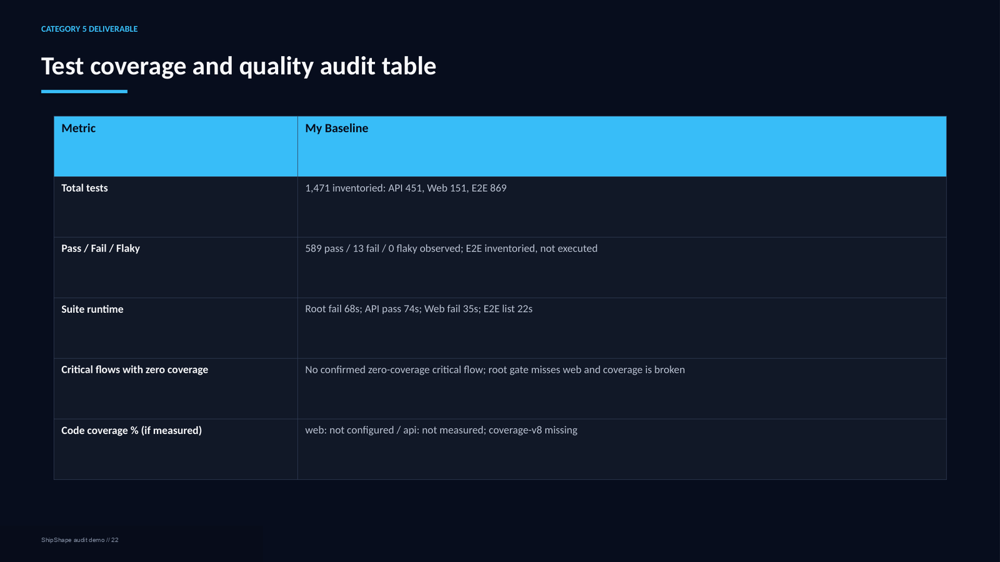 CATEGORY 5 DELIVERABLE
Test coverage and quality audit table
Metric
My Baseline
Total tests
1,471 inventoried: API 451, Web 151, E2E 869
Pass / Fail / Flaky
589 pass / 13 fail / 0 flaky observed; E2E inventoried, not executed
Suite runtime
Root fail 68s; API pass 74s; Web fail 35s; E2E list 22s
Critical flows with zero coverage
No confirmed zero-coverage critical flow; root gate misses web and coverage is broken
Code coverage % (if measured)
web: not configured / api: not measured; coverage-v8 missing
ShipShape audit demo // 22